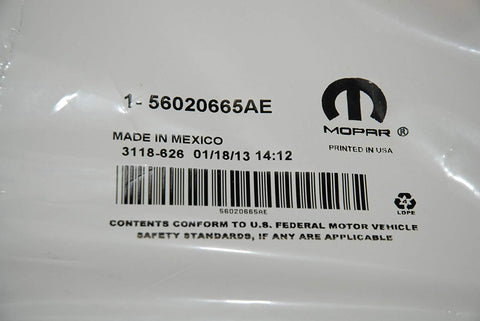 1- 56020665AE
MOPAR ®
MADE IN MEXICO
PRINTED IN USA
3118-626 01/18/13 14:12
56020665AE
4
LDPE
CONTENTS CONFORM TO U.S. FEDERAL MOTOR VEHICLE
SAFETY STANDARDS, IF ANY ARE APPLICABLE